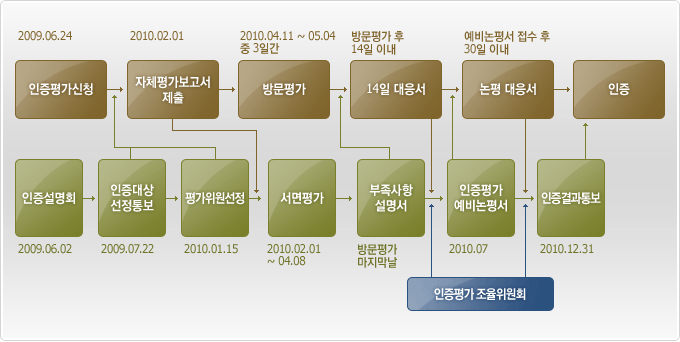 2009.06.24
2010.02.01
2010.04.11 ~ 05.04
중 3일간
방문평가 후
14일 이내
예비논평서 접수 후
30일 이내
인증평가신청
자체평가보고서
제출
방문평가
14일 대응서
논평 대응서
인증
인증설명회
인증대상
선정통보
평가위원선정
서면평가
부족사항
설명서
인증평가
예비논평서
인증결과통보
2009.06.02
2009.07.22
2010.01.15
2010.02.01
~ 04.08
방문평가
마지막날
2010.07
2010.12.31
인증평가 조율위원회